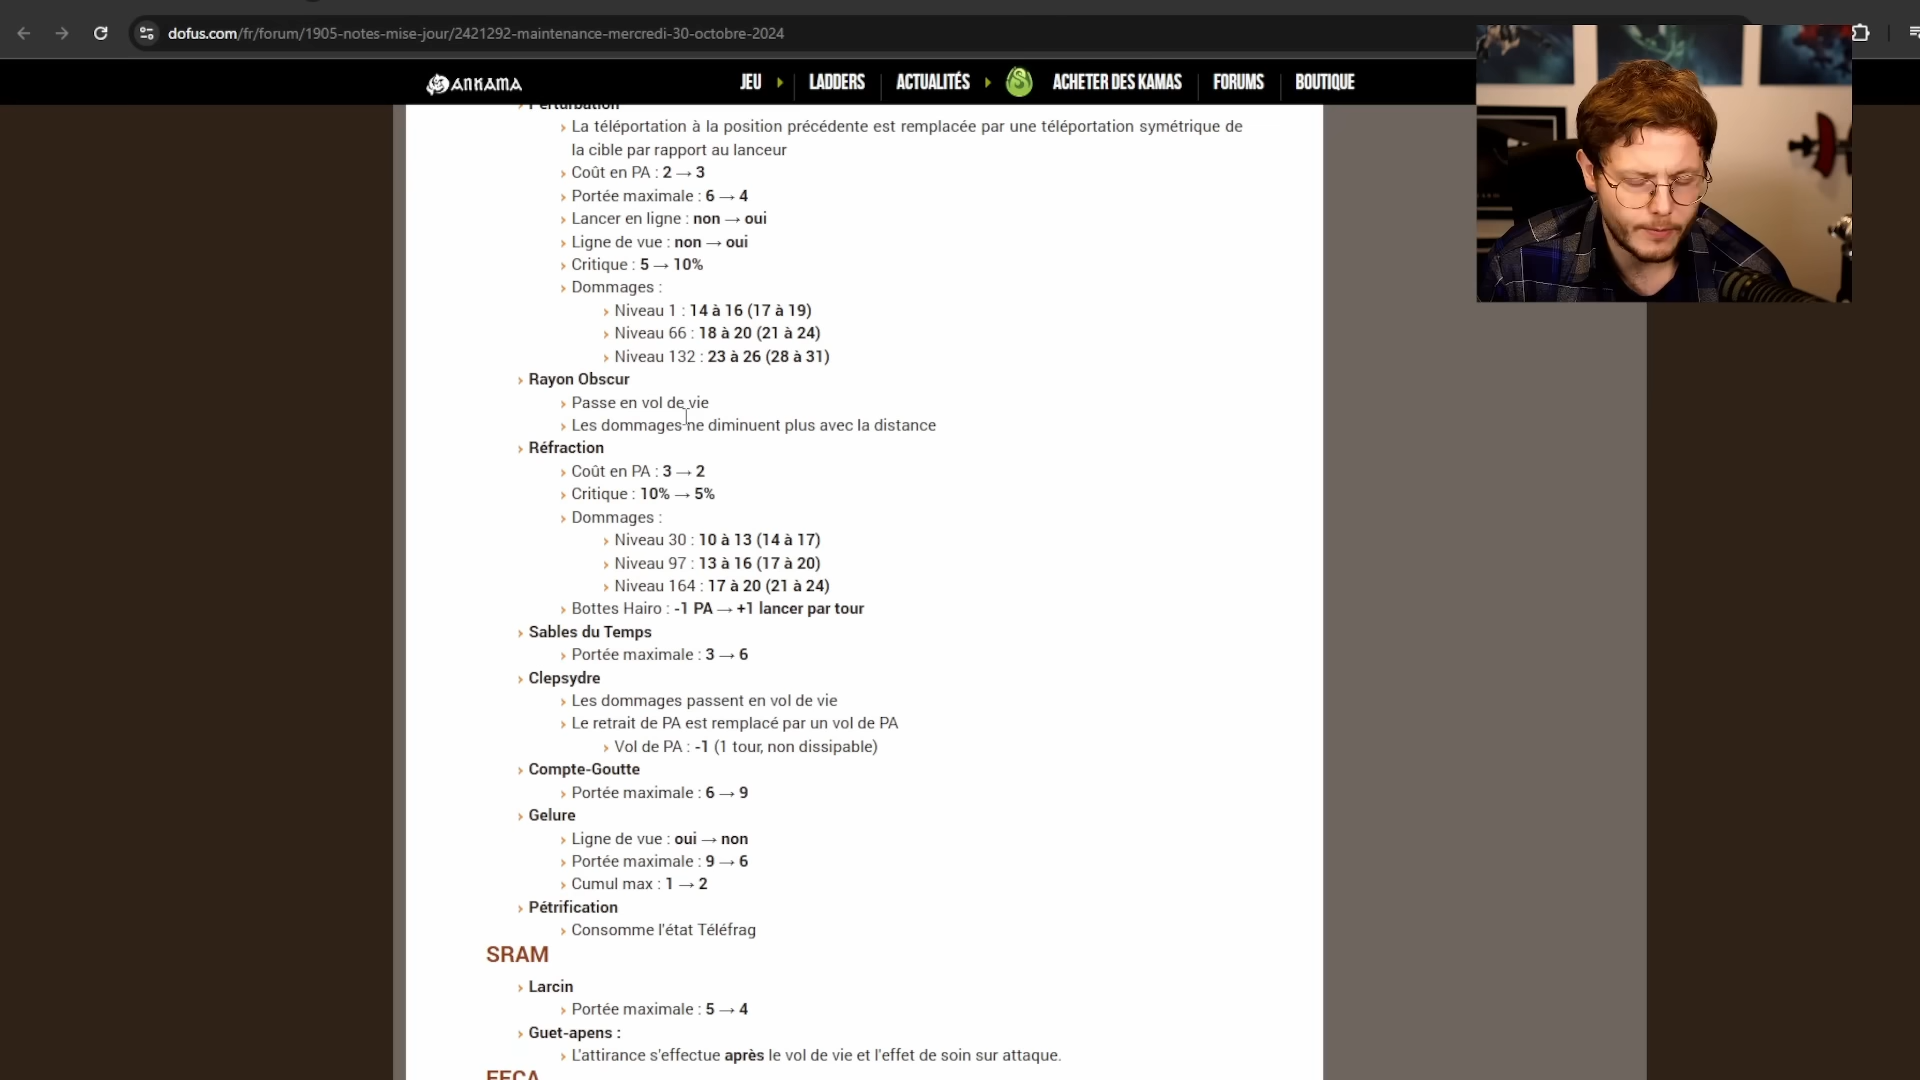 dofus.com/fr/forum/1905-notes-mise-jour/2421292-maintenance-mercredi-30-octobre-2024
ANKAMA
JEU
LADDERS
ACTUALITÉS
ACHETER DES KAMAS
FORUMS
BOUTIQUE
Perturbation
La téléportation à la position précédente est remplacée par une téléportation symétrique de
la cible par rapport au lanceur
Coût en PA : 2 → 3
Portée maximale : 6 → 4
Lancer en ligne : non → oui
Ligne de vue : non → oui
Critique : 5 → 10%
Dommages :
Niveau 1 : 14 à 16 (17 à 19)
Niveau 66 : 18 à 20 (21 à 24)
Niveau 132 : 23 à 26 (28 à 31)
Rayon Obscur
Passe en vol de vie
Les dommages ne diminuent plus avec la distance
Réfraction
Coût en PA : 3 → 2
Critique : 10% → 5%
Dommages :
Niveau 30 : 10 à 13 (14 à 17)
Niveau 97 : 13 à 16 (17 à 20)
Niveau 164 : 17 à 20 (21 à 24)
Bottes Hairo : -1 PA → +1 lancer par tour
Sables du Temps
Portée maximale : 3 → 6
Clepsydre
Les dommages passent en vol de vie
Le retrait de PA est remplacé par un vol de PA
Vol de PA : -1 (1 tour, non dissipable)
Compte-Goutte
Portée maximale : 6 → 9
Gelure
Ligne de vue : oui → non
Portée maximale : 9 → 6
Cumul max : 1 → 2
Pétrification
Consomme l'état Téléfrag
SRAM
Larcin
Portée maximale : 5 → 4
Guet-apens :
L'attirance s'effectue après le vol de vie et l'effet de soin sur attaque.
FECA